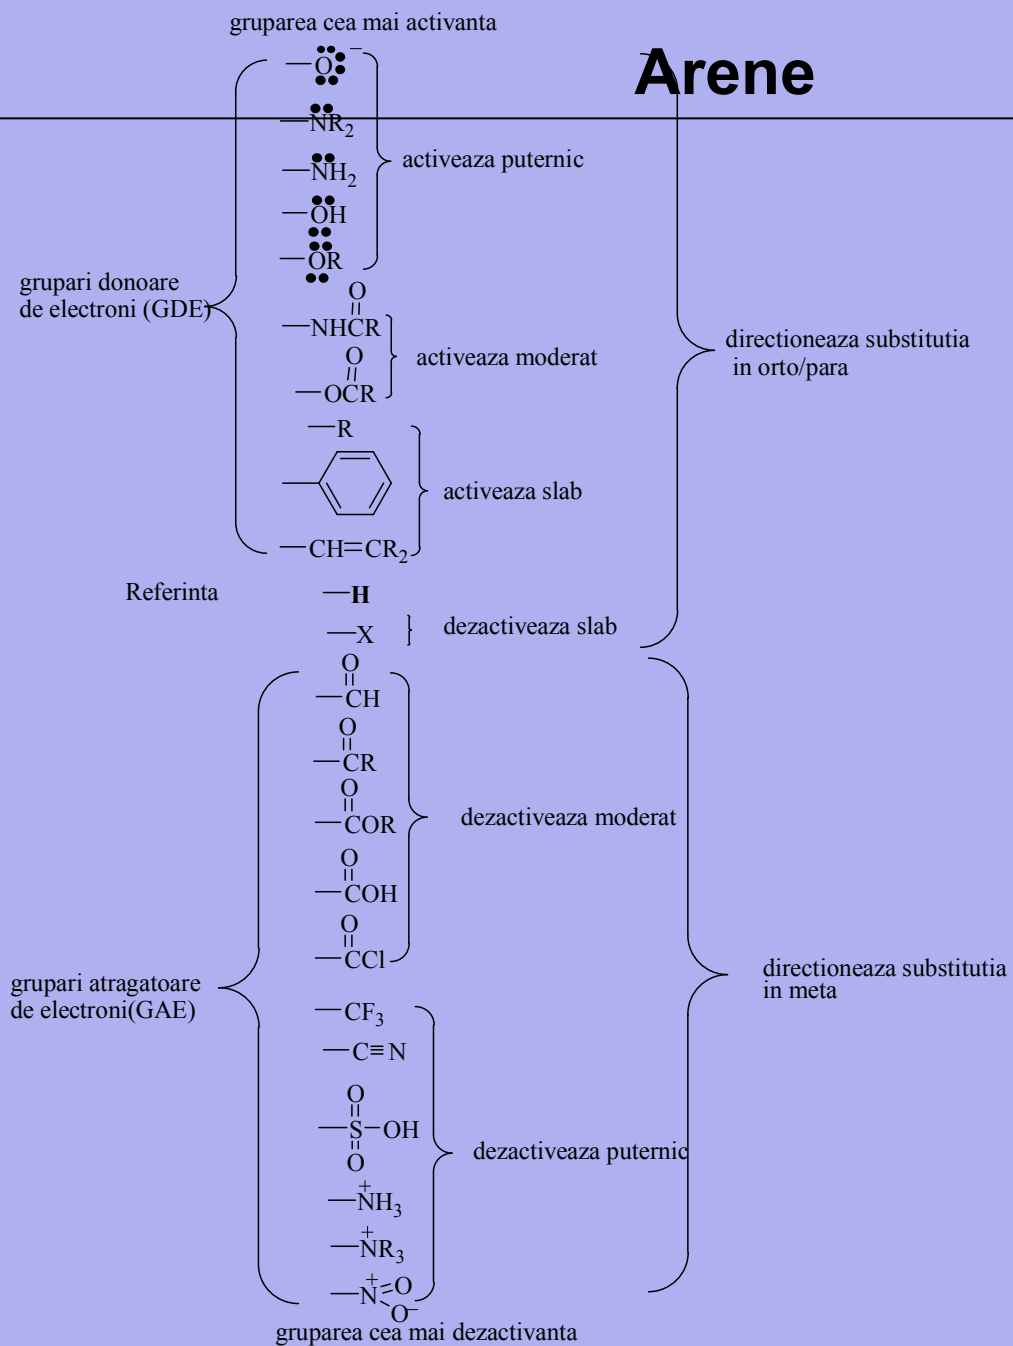 gruparea cea mai activanta
Arene
O−
NR2
NH2
activeaza puternic
OH
OR
grupari donoare
de electroni (GDE)
O
NHCR
activeaza moderat
O
OCR
directioneaza substitutia
in orto/para
R
activeaza slab
CH=CR2
Referinta
H
X
dezactiveaza slab
O
CH
O
CR
O
COR
dezactiveaza moderat
O
COH
O
CCl
grupari atragatoare
de electroni(GAE)
directioneaza substitutia
in meta
CF3
C≡N
O
S OH
O
dezactiveaza puternic
+
NH3
+
NR3
+
N O
O−
gruparea cea mai dezactivanta